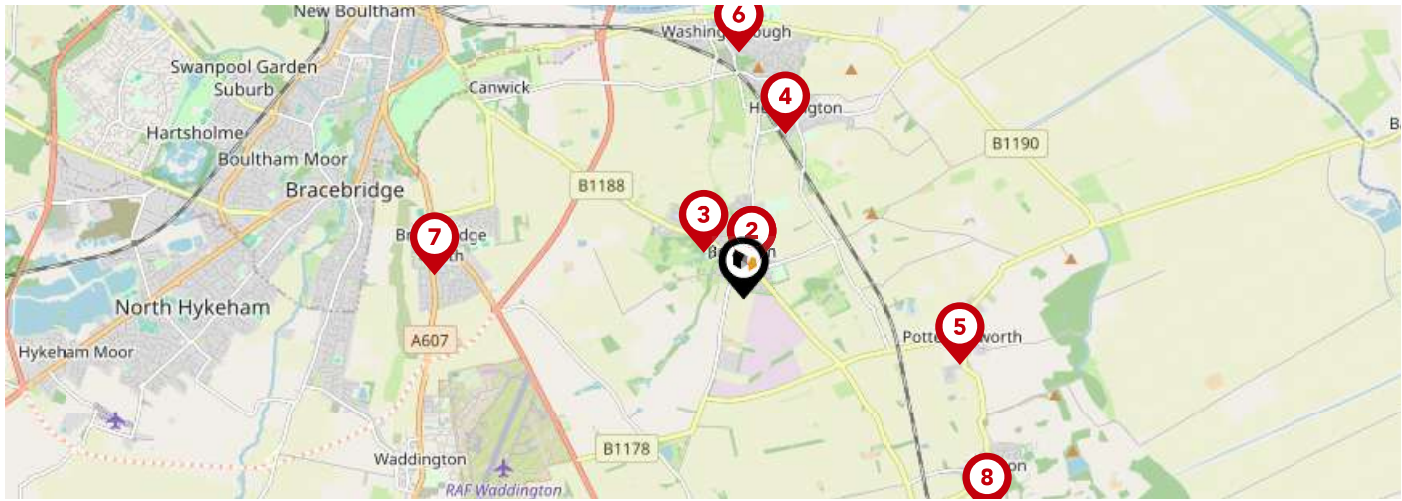 New Boultham
6
Washingborough
Swanpool Garden
Suburb
Canwick
4
Heighington
Hartsholme
Boultham Moor
B1190
Bracebridge
B1188
3
2
7
North Hykeham
5
A607
Hykeham Moor
B1178
Waddington
8
RAF Waddington